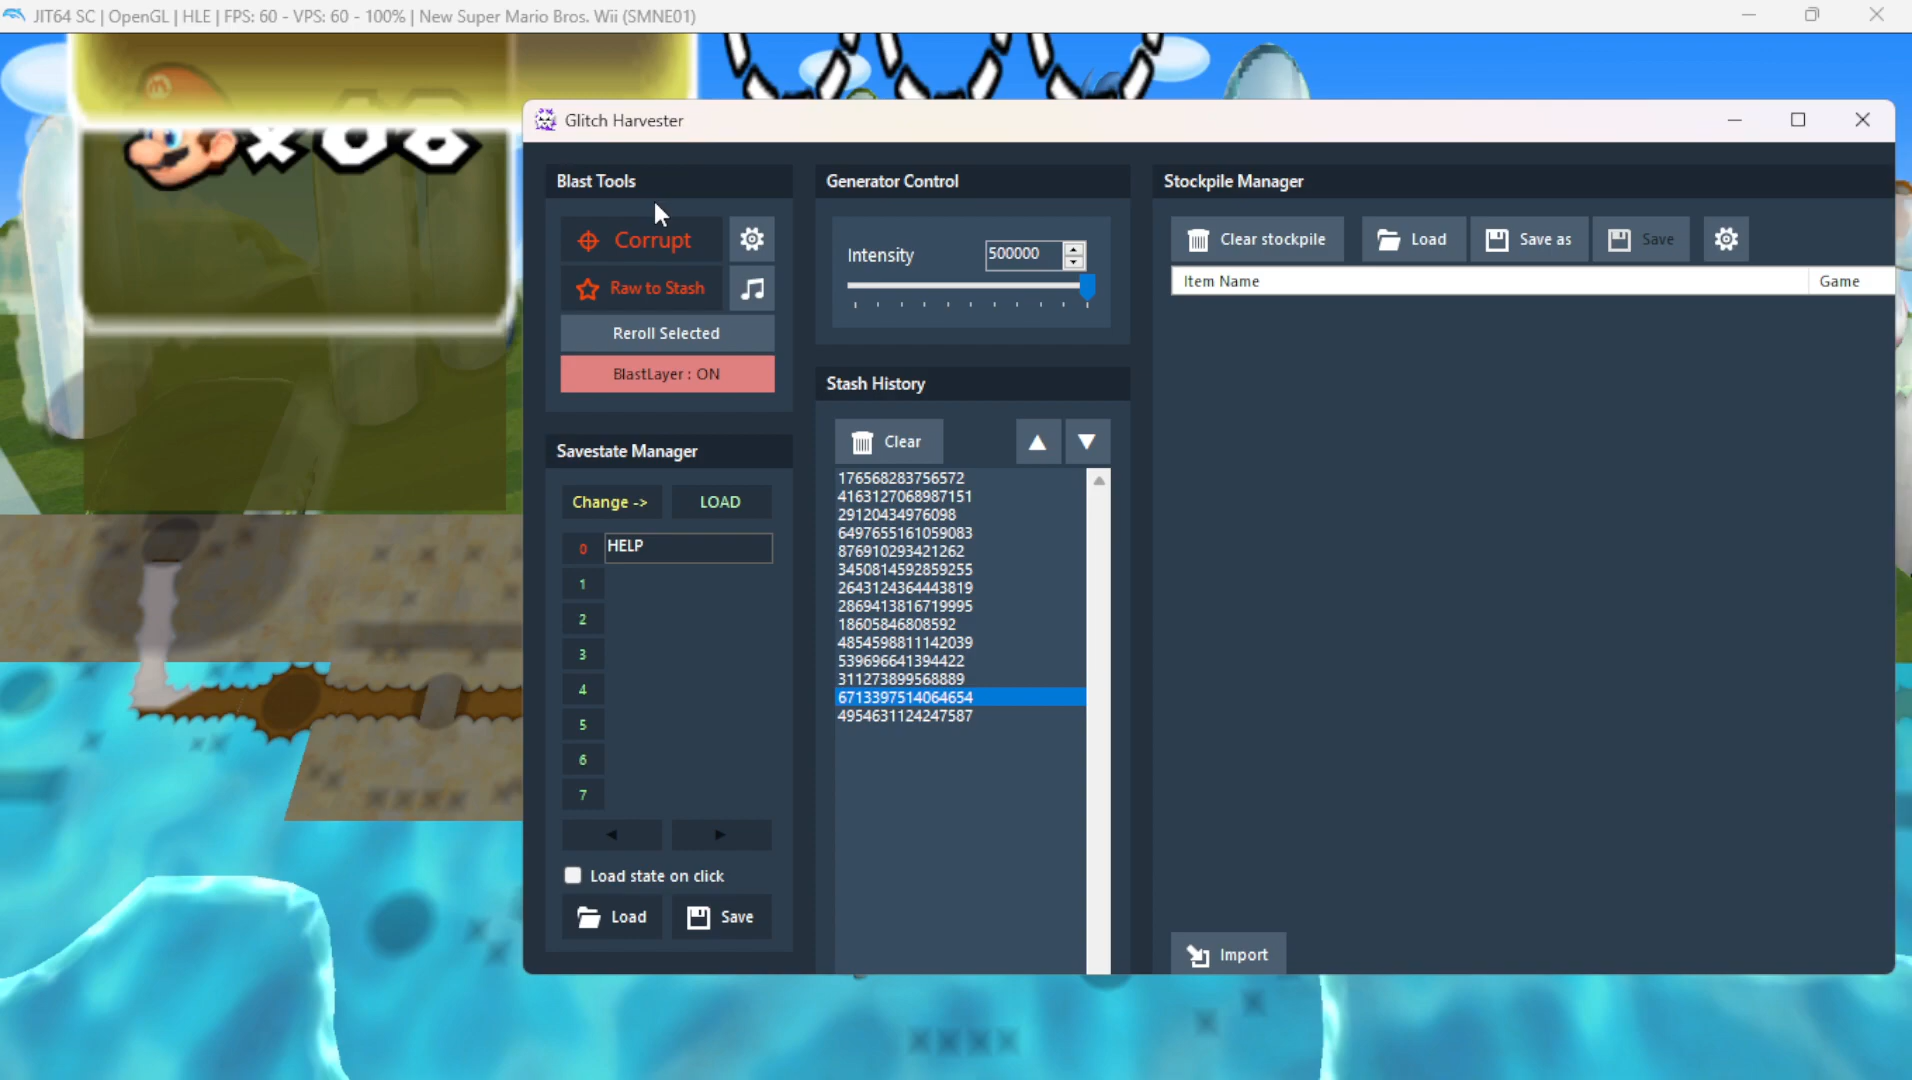 JIT64 SC | OpenGL | HLE | FPS: 60 - VPS: 60 - 100% | New Super Mario Bros. Wii (SMNE01)
×08
Glitch Harvester
Blast Tools
Corrupt
Raw to Stash
Reroll Selected
BlastLayer : ON
Generator Control
Intensity
500000
Stockpile Manager
Clear stockpile
Load
Save as
Save
Item Name
Game
Savestate Manager
Change ->
LOAD
0
HELP
1
2
3
4
5
6
7
Load state on click
Load
Save
Stash History
Clear
176568283756572
4163127068987151
29120434976098
6497655161059083
876910293421262
3450814592859255
2643124364443819
2869413816719995
18605846808592
4854598811142039
539696641394422
311273899568889
6713397514064654
4954631124247587
Import